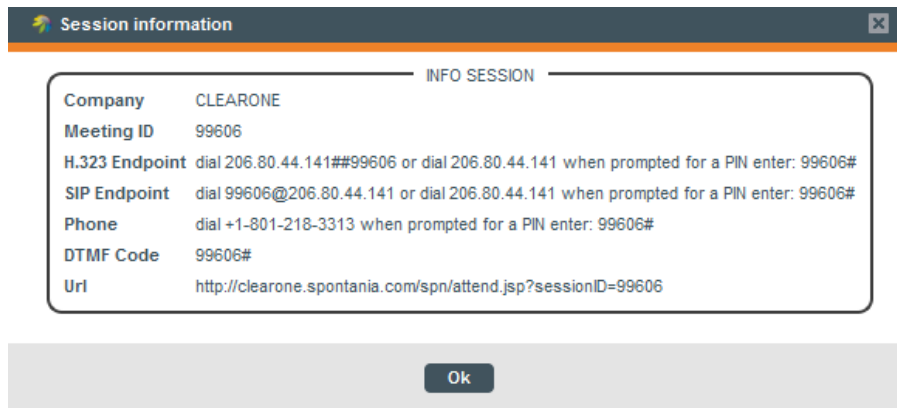 Session information
INFO SESSION
Company CLEARONE
Meeting ID 99606
H.323 Endpoint dial 206.80.44.141##99606 or dial 206.80.44.141 when prompted for a PIN enter: 99606#
SIP Endpoint dial 99606@206.80.44.141 or dial 206.80.44.141 when prompted for a PIN enter: 99606#
Phone dial +1-801-218-3313 when prompted for a PIN enter: 99606#
DTMF Code 99606#
Url http://clearone.spontania.com/spn/attend.jsp?sessionID=99606
Ok